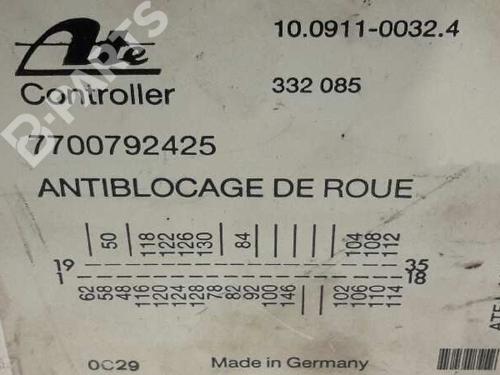 Ate
10.0911-0032.4
Controller
332 085
7700792425
ANTIBLOCAGE DE ROUE
50 118 122 126 130 84 104 108 112
19 35
1 18
62 58 48 116 120 124 128 78 82 92 100 146 102 106 110 114
0C29
Made in Germany
ATE
B-PARTS